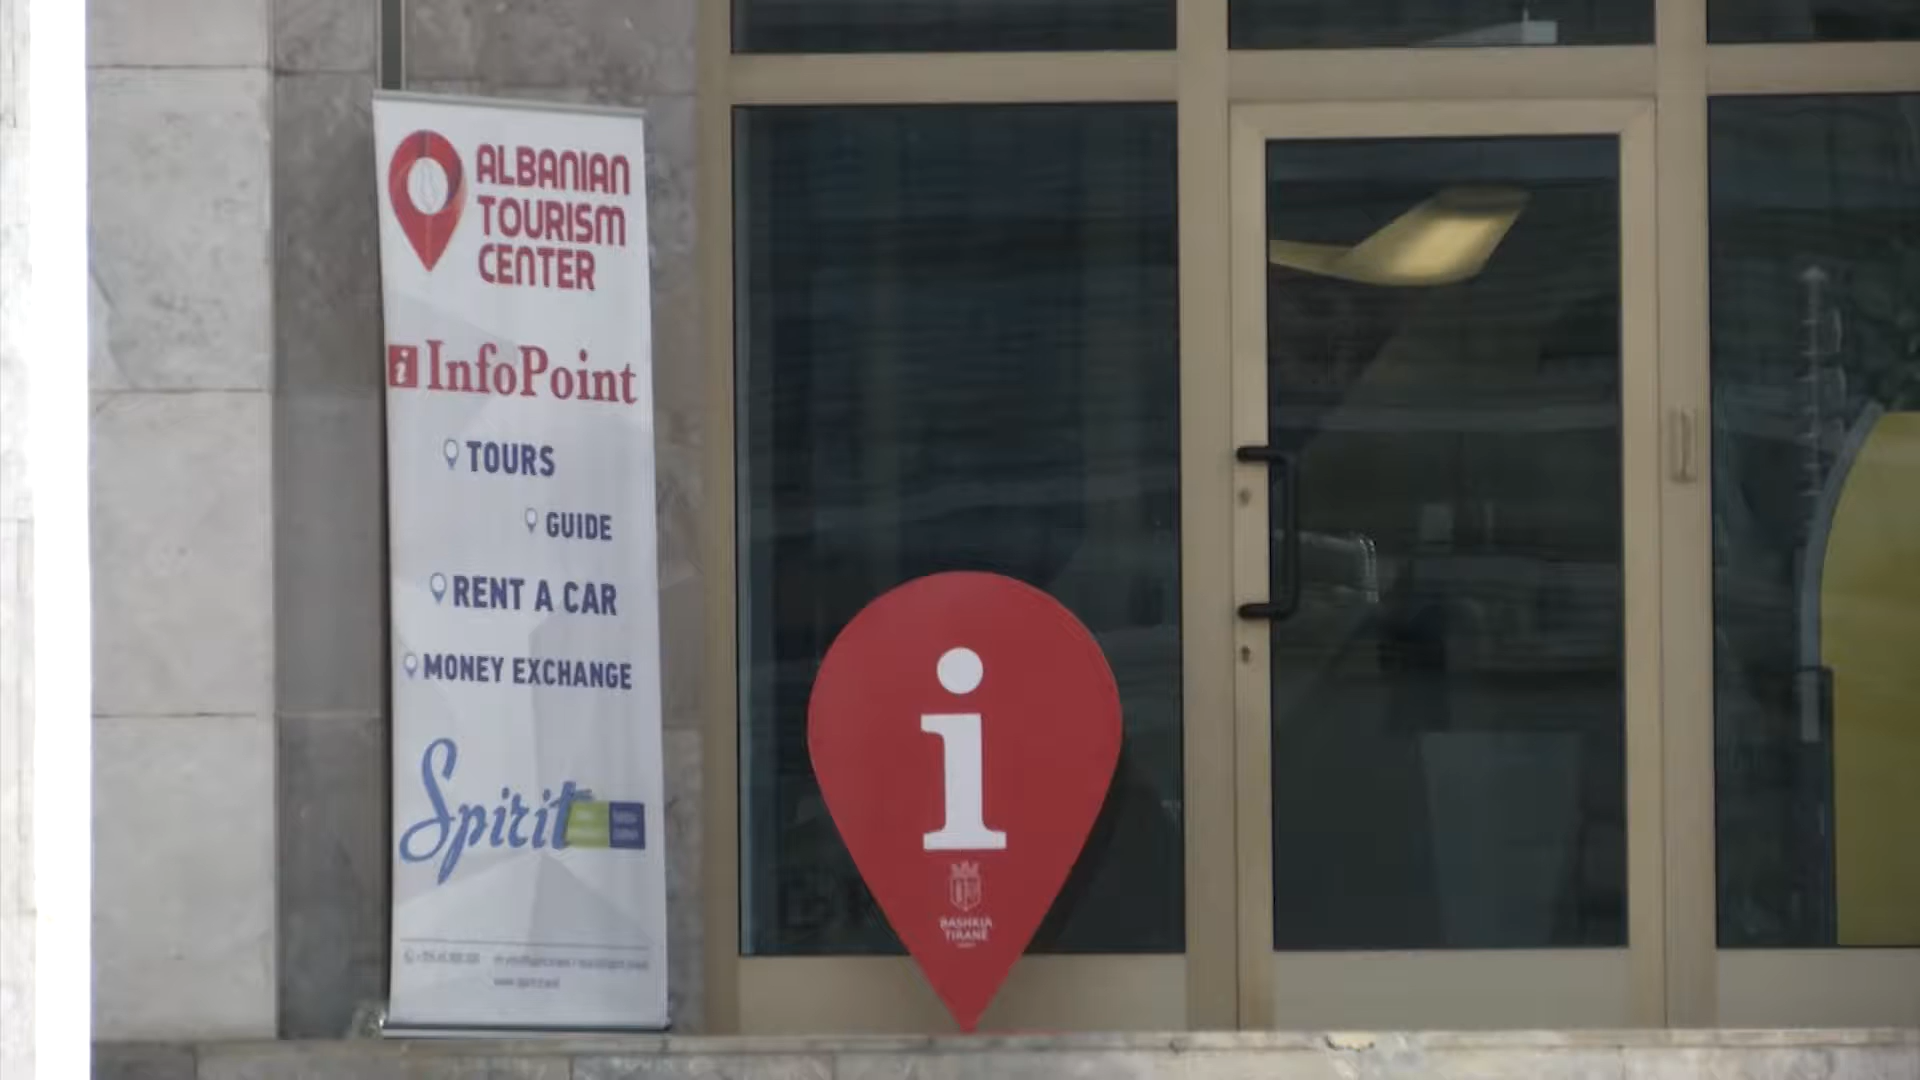 ALBANIAN
TOURISM
CENTER
i InfoPoint
TOURS
GUIDE
RENT A CAR
MONEY EXCHANGE
Spirit
i
BASHKIA
TIRANË